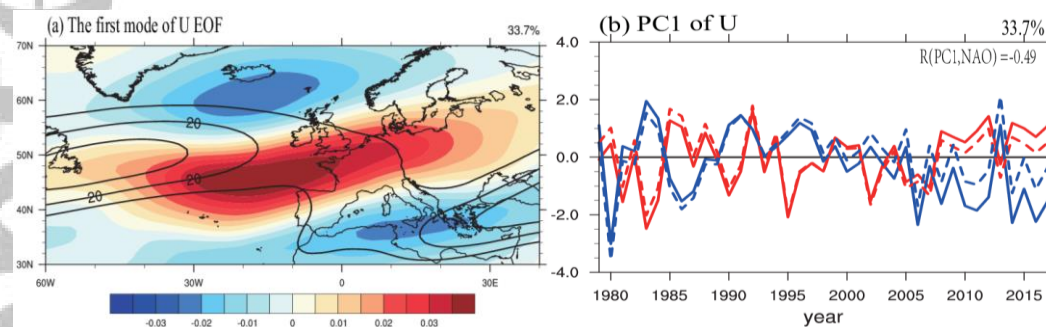 (a) The first mode of U EOF
33.7%
70N
60N
50N
40N
30N
20
20
20
60W
30W
0
30E
-0.03
-0.02
-0.01
0
0.01
0.02
0.03
(b) PC1 of U
33.7%
R(PC1,NAO) =-0.49
4.0
2.0
0.0
-2.0
-4.0
1980
1985
1990
1995
2000
2005
2010
2015
year